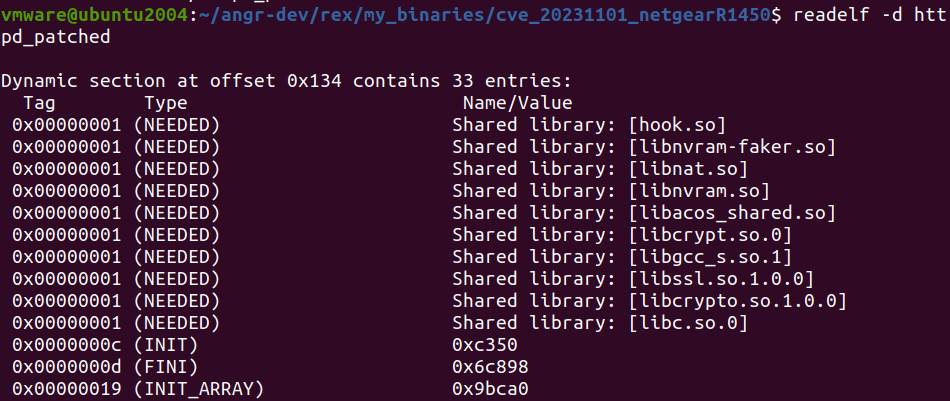 vmware@ubuntu2004:~/angr-dev/rex/my_binaries/cve_20231101_netgearR1450$ readelf -d htt
pd_patched
Dynamic section at offset 0x134 contains 33 entries:
  Tag        Type                         Name/Value
 0x00000001 (NEEDED)                     Shared library: [hook.so]
 0x00000001 (NEEDED)                     Shared library: [libnvram-faker.so]
 0x00000001 (NEEDED)                     Shared library: [libnat.so]
 0x00000001 (NEEDED)                     Shared library: [libnvram.so]
 0x00000001 (NEEDED)                     Shared library: [libacos_shared.so]
 0x00000001 (NEEDED)                     Shared library: [libcrypt.so.0]
 0x00000001 (NEEDED)                     Shared library: [libgcc_s.so.1]
 0x00000001 (NEEDED)                     Shared library: [libssl.so.1.0.0]
 0x00000001 (NEEDED)                     Shared library: [libcrypto.so.1.0.0]
 0x00000001 (NEEDED)                     Shared library: [libc.so.0]
 0x0000000c (INIT)                       0xc350
 0x0000000d (FINI)                       0x6c898
 0x00000019 (INIT_ARRAY)                 0x9bca0